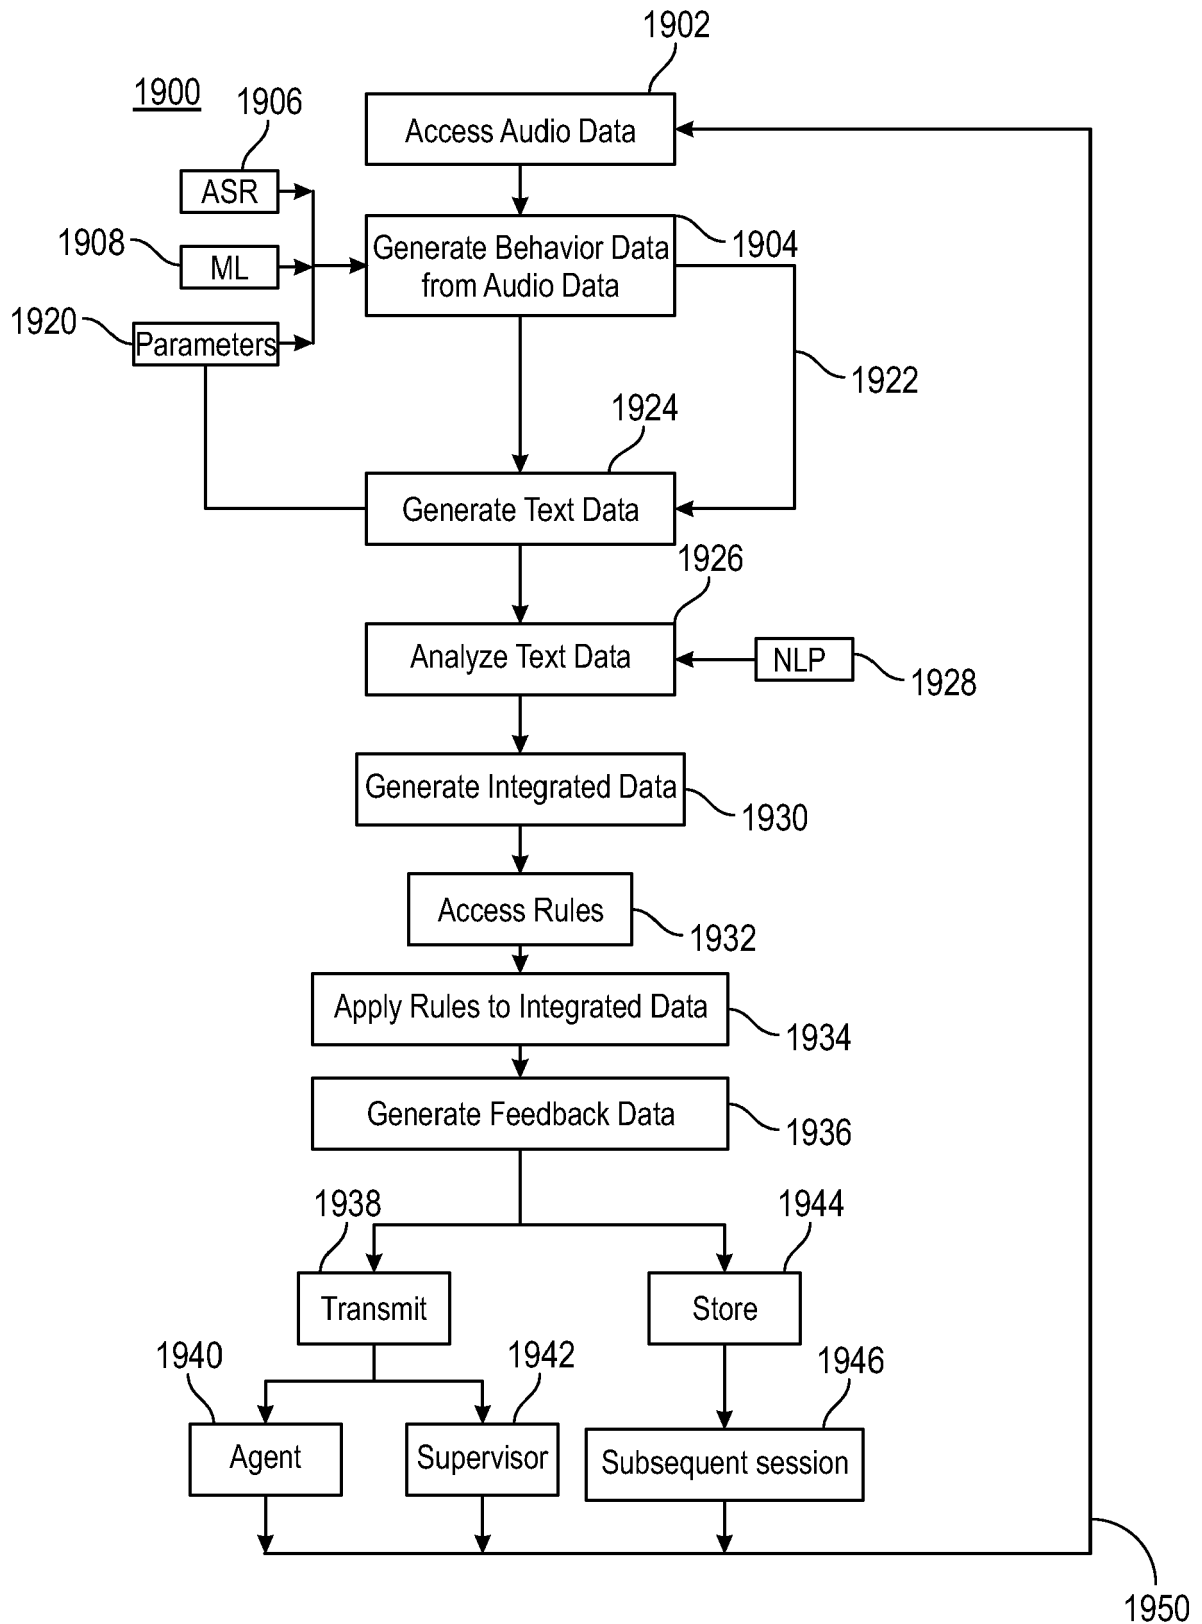 1902
1900
1906
Access Audio Data
ASR
1908
ML
Generate Behavior Data
from Audio Data
1904
1920
Parameters
1922
1924
Generate Text Data
1926
Analyze Text Data
NLP
1928
Generate Integrated Data
1930
Access Rules
1932
Apply Rules to Integrated Data
1934
Generate Feedback Data
1936
1938
1944
Transmit
Store
1940
1942
1946
Agent
Supervisor
Subsequent session
1950